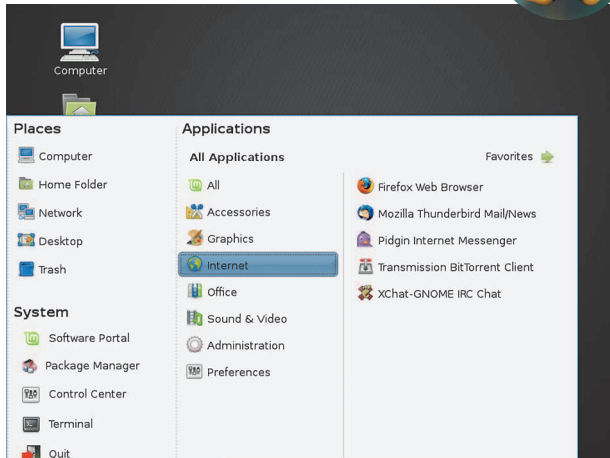 Computer
Places
Computer
Home Folder
Network
Desktop
Trash
System
Software Portal
Package Manager
Control Center
Terminal
Quit
Applications
All Applications
Favorites
All
Accessories
Graphics
Internet
Office
Sound & Video
Administration
Preferences
Firefox Web Browser
Mozilla Thunderbird Mail/News
Pidgin Internet Messenger
Transmission BitTorrent Client
XChat-GNOME IRC Chat